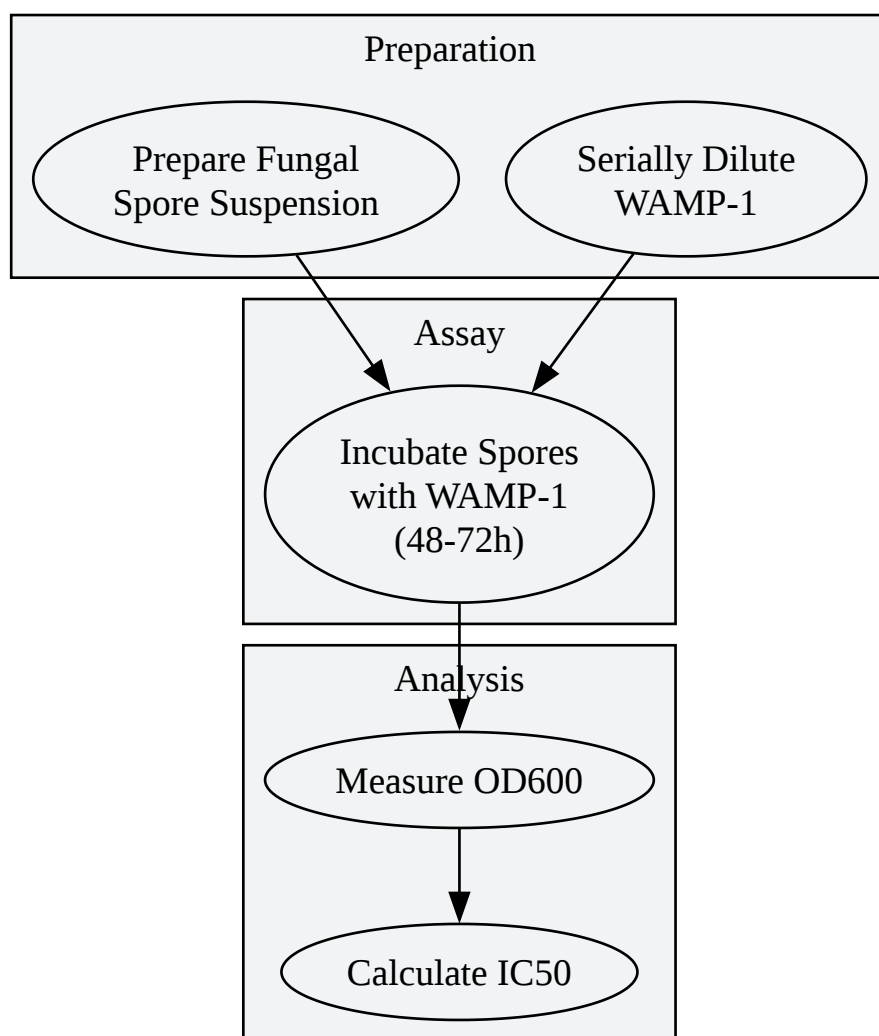 Preparation
Prepare Fungal
Spore Suspension
Serially Dilute
WAMP-1
Assay
Incubate Spores
with WAMP-1
(48-72h)
Analysis
Measure OD600
Calculate IC50